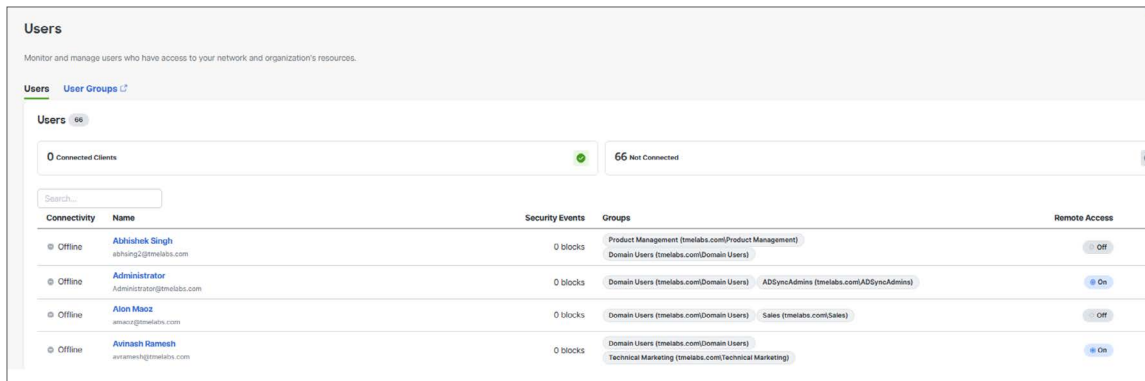 Users
Monitor and manage users who have access to your network and organization's resources.
Users User Groups
Users 66
0 Connected Clients 66 Not Connected
Search...
Connectivity Name Security Events Groups Remote Access
Offline Abhishek Singh abhsing2@tmelabs.com 0 blocks Product Management (tmelabs.com\Product Management) Domain Users (tmelabs.com\Domain Users) Off
Offline Administrator Administrator@tmelabs.com 0 blocks Domain Users (tmelabs.com\Domain Users) ADSyncAdmins (tmelabs.com\ADSyncAdmins) On
Offline Alon Maoz amaoz@tmelabs.com 0 blocks Domain Users (tmelabs.com\Domain Users) Sales (tmelabs.com\Sales) Off
Offline Avinash Ramesh avramesh@tmelabs.com 0 blocks Domain Users (tmelabs.com\Domain Users) Technical Marketing (tmelabs.com\Technical Marketing) On